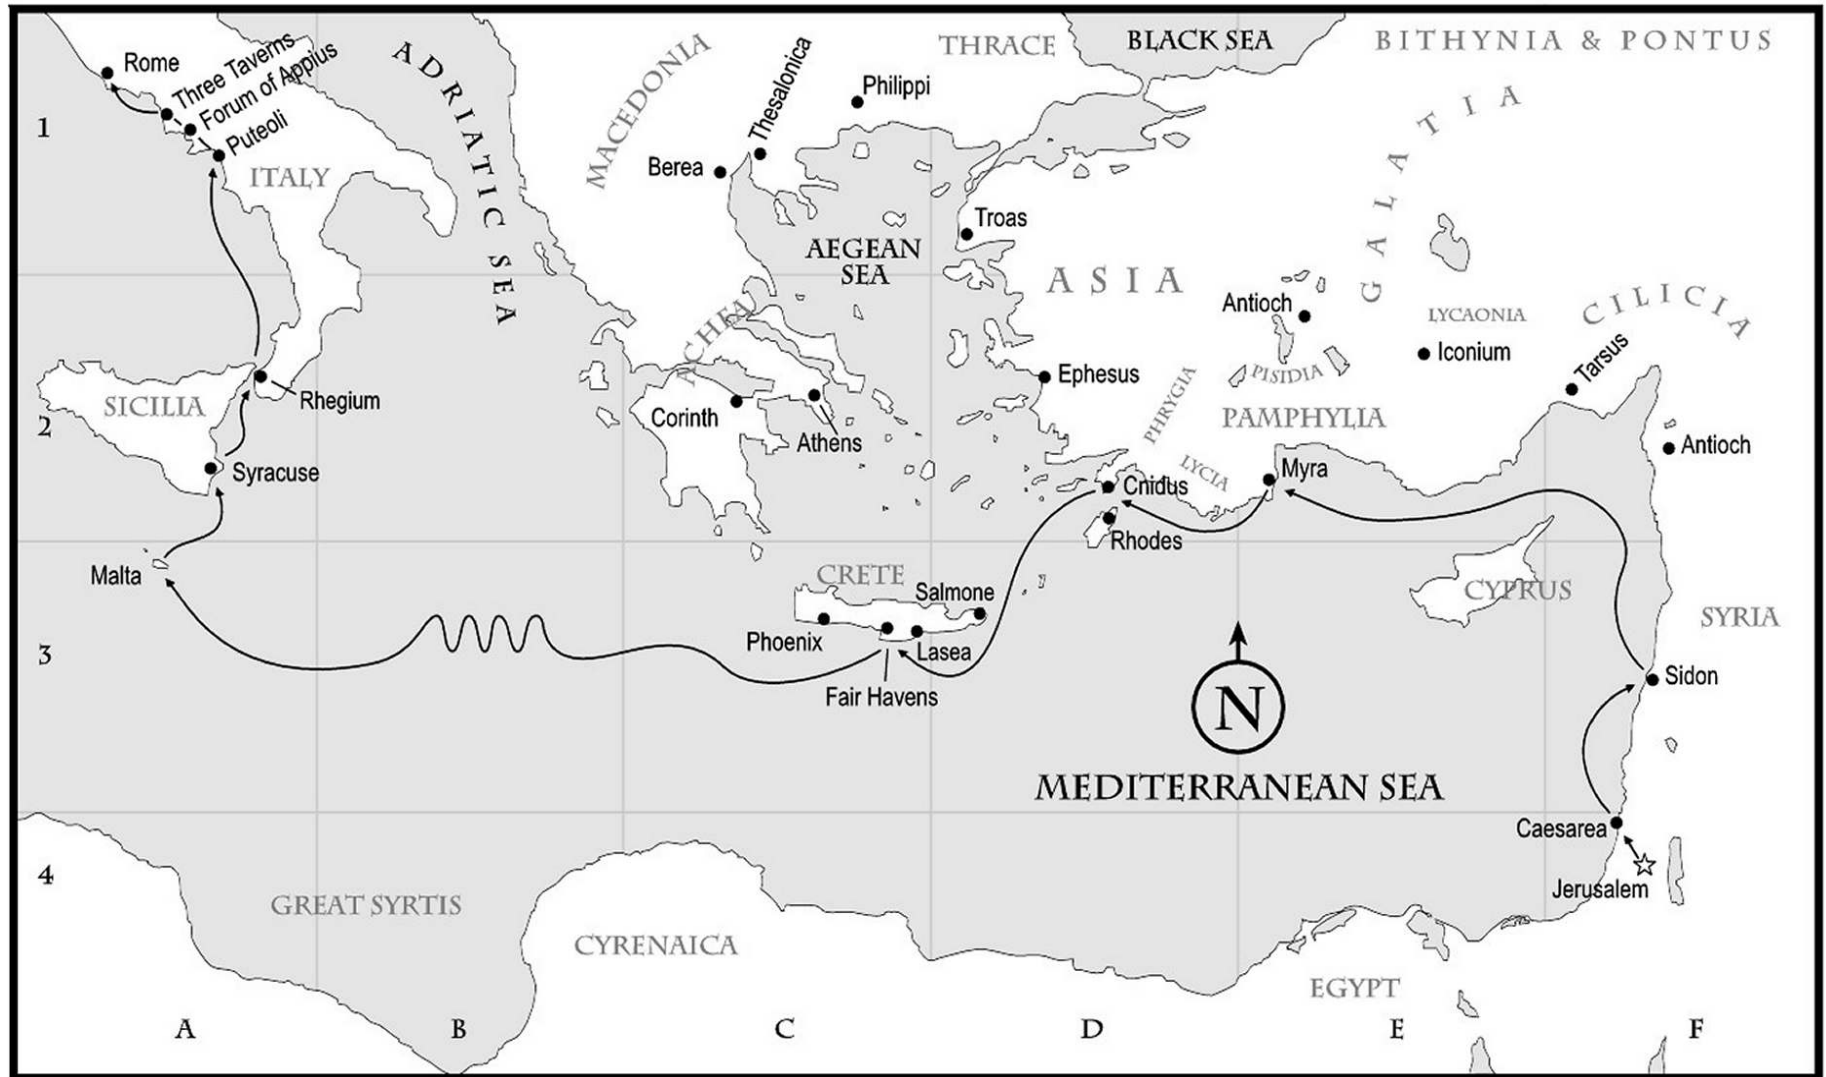 BLACK SEA
THRACE
BITHYNIA & PONTUS
ADRIATIC SEA
MACEDONIA
Rome
Three Taverns
Forum of Appius
Puteoli
Thesalonica
Philippi
GALATIA
1
ITALY
Berea
Troas
AEGEAN
SEA
ASIA
Antioch
LYCAONIA
CILICIA
ACHEAU
Iconium
Tarsus
Ephesus
PISIDIA
PHRYGIA
SICILIA
Rhegium
Corinth
PAMPHYLIA
2
Athens
Antioch
Syracuse
LYCIA
Myra
Cnidus
Rhodes
Malta
CRETE
Salmone
CYPRUS
SYRIA
Phoenix
Lasea
3
Fair Havens
Sidon
N
MEDITERRANEAN SEA
Caesarea
4
Jerusalem
GREAT SYRTIS
CYRENAICA
EGYPT
A
B
C
D
E
F